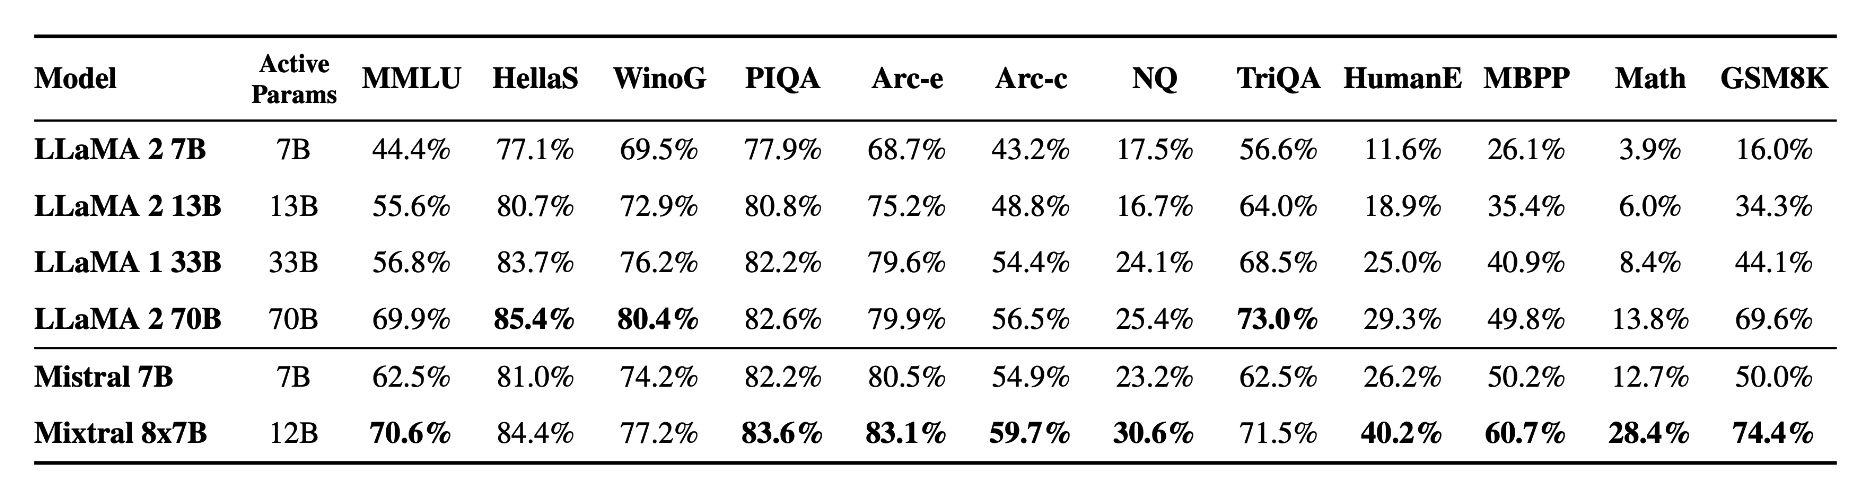 Model Active Params MMLU HellaS WinoG PIQA Arc-e Arc-c NQ TriQA HumanE MBPP Math GSM8K
LLaMA 2 7B 7B 44.4% 77.1% 69.5% 77.9% 68.7% 43.2% 17.5% 56.6% 11.6% 26.1% 3.9% 16.0%
LLaMA 2 13B 13B 55.6% 80.7% 72.9% 80.8% 75.2% 48.8% 16.7% 64.0% 18.9% 35.4% 6.0% 34.3%
LLaMA 1 33B 33B 56.8% 83.7% 76.2% 82.2% 79.6% 54.4% 24.1% 68.5% 25.0% 40.9% 8.4% 44.1%
LLaMA 2 70B 70B 69.9% 85.4% 80.4% 82.6% 79.9% 56.5% 25.4% 73.0% 29.3% 49.8% 13.8% 69.6%
Mistral 7B 7B 62.5% 81.0% 74.2% 82.2% 80.5% 54.9% 23.2% 62.5% 26.2% 50.2% 12.7% 50.0%
Mixtral 8x7B 12B 70.6% 84.4% 77.2% 83.6% 83.1% 59.7% 30.6% 71.5% 40.2% 60.7% 28.4% 74.4%